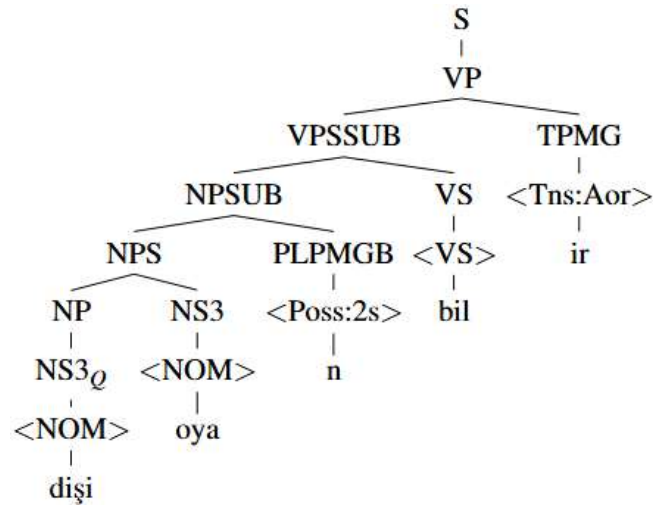 S
VP
VPSSUB TPMG
NPSUB VS <Tns:Aor>
NPS PLPMGB <VS> ir
NP NS3 <Poss:2s> bil
NS3Q <NOM> n
<NOM> oya
dişi